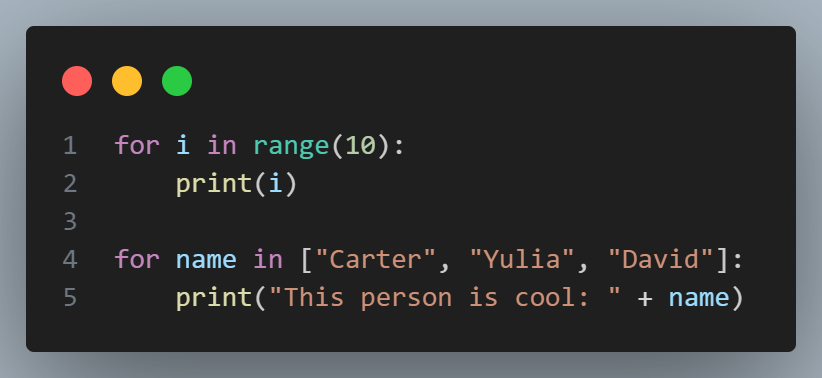 1 for i in range(10):
2     print(i)
3
4 for name in ["Carter", "Yulia", "David"]:
5     print("This person is cool: " + name)